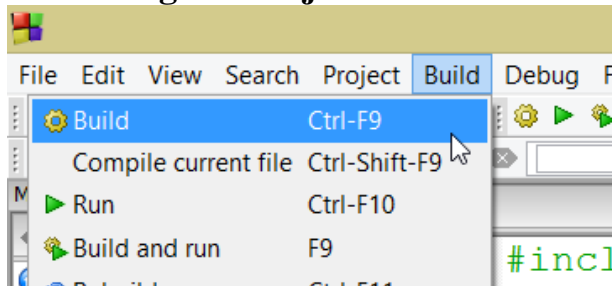 File Edit View Search Project Build Debug
Build Ctrl-F9
Compile current file Ctrl-Shift-F9
Run Ctrl-F10
Build and run F9
#incl